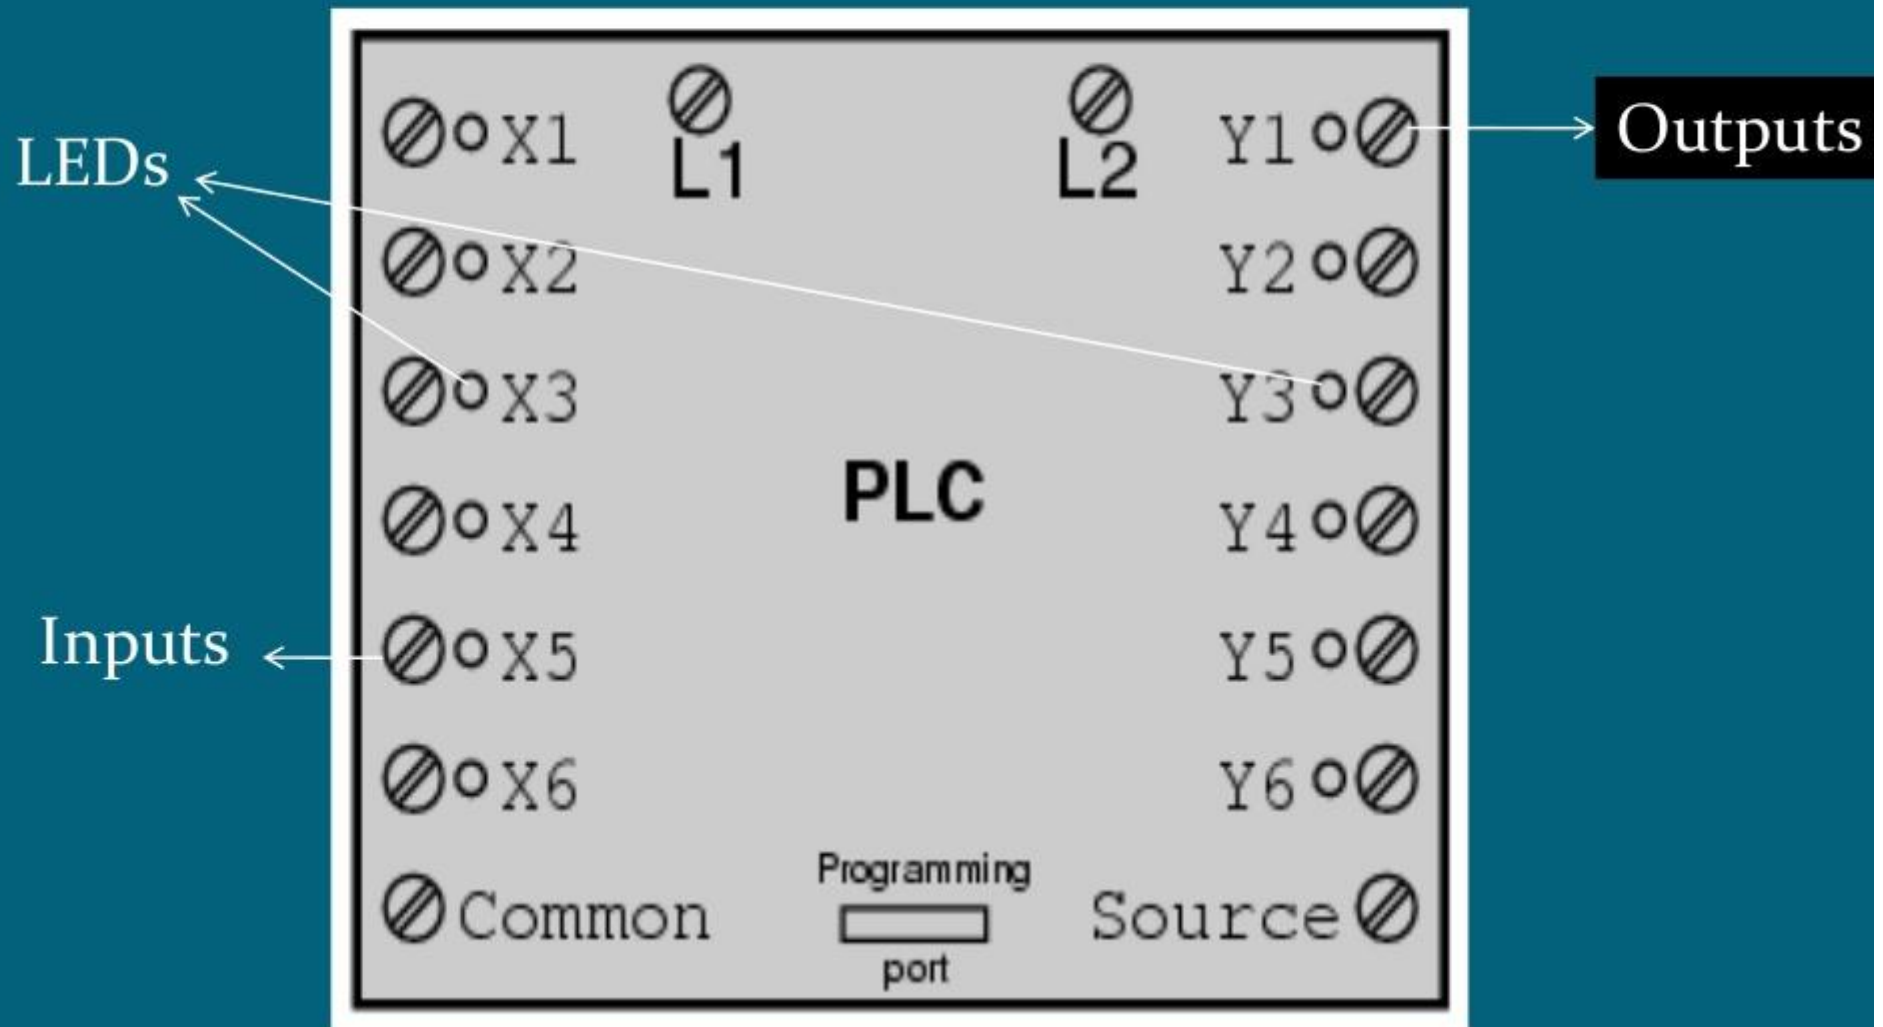 X1
L1
L2
Y1
Outputs
LEDs
X2
Y2
X3
Y3
PLC
X4
Y4
Inputs
X5
Y5
X6
Y6
Programming
Common
Source
port